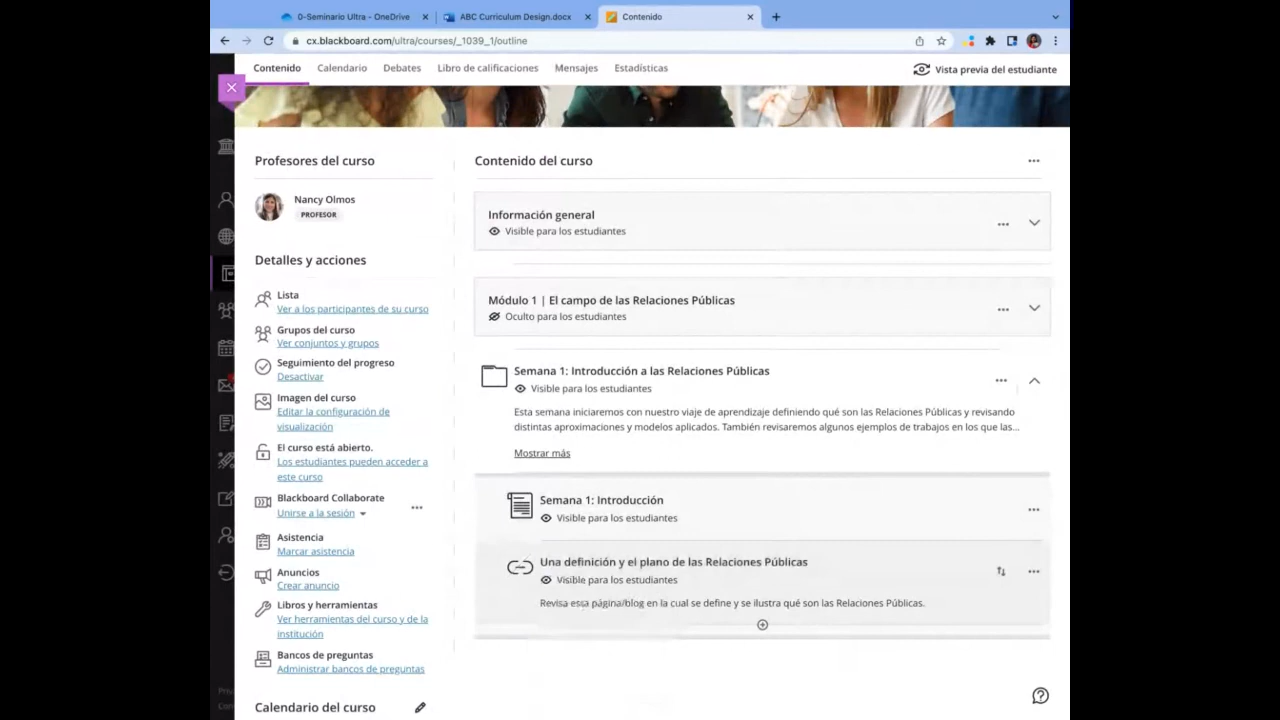 0-Seminario Ultra - OneDrive
ABC Curriculum Design.docx
Contenido
cx.blackboard.com/ultra/courses/_1039_1/outline
Contenido
Calendario
Debates
Libro de calificaciones
Mensajes
Estadísticas
Vista previa del estudiante
Profesores del curso
Nancy Olmos
PROFESOR
Detalles y acciones
Lista
Ver a los participantes de su curso
Grupos del curso
Ver conjuntos y grupos
Seguimiento del progreso
Desactivar
Imagen del curso
Editar la configuración de
visualización
El curso está abierto.
Los estudiantes pueden acceder a
este curso
Blackboard Collaborate
Unirse a la sesión
Asistencia
Marcar asistencia
Anuncios
Crear anuncio
Libros y herramientas
Ver herramientas del curso y de la
institución
Bancos de preguntas
Administrar bancos de preguntas
Calendario del curso
Contenido del curso
Información general
Visible para los estudiantes
Módulo 1 | El campo de las Relaciones Públicas
Oculto para los estudiantes
Semana 1: Introducción a las Relaciones Públicas
Visible para los estudiantes
Esta semana iniciaremos con nuestro viaje de aprendizaje definiendo qué son las Relaciones Públicas y revisando
distintas aproximaciones y modelos aplicados. También revisaremos algunos ejemplos de trabajos en los que las...
Mostrar más
Semana 1: Introducción
Visible para los estudiantes
Una definición y el plano de las Relaciones Públicas
Visible para los estudiantes
Revisa esta página/blog en la cual se define y se ilustra qué son las Relaciones Públicas.